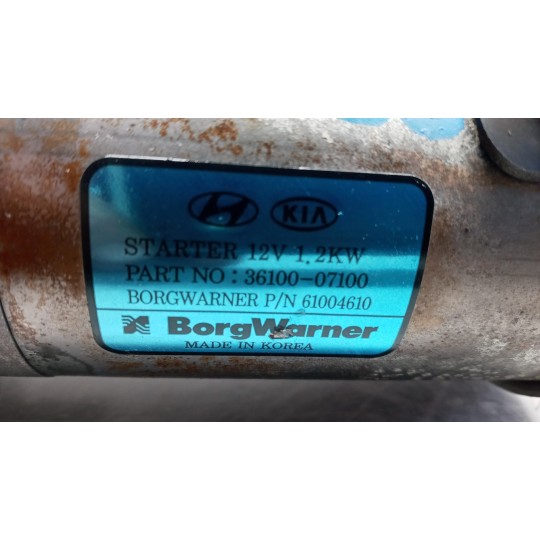 KIA
STARTER 12V 1.2KW
PART NO : 36100-07100
BORGWARNER P/N 61004610
BorgWarner
MADE IN KOREA